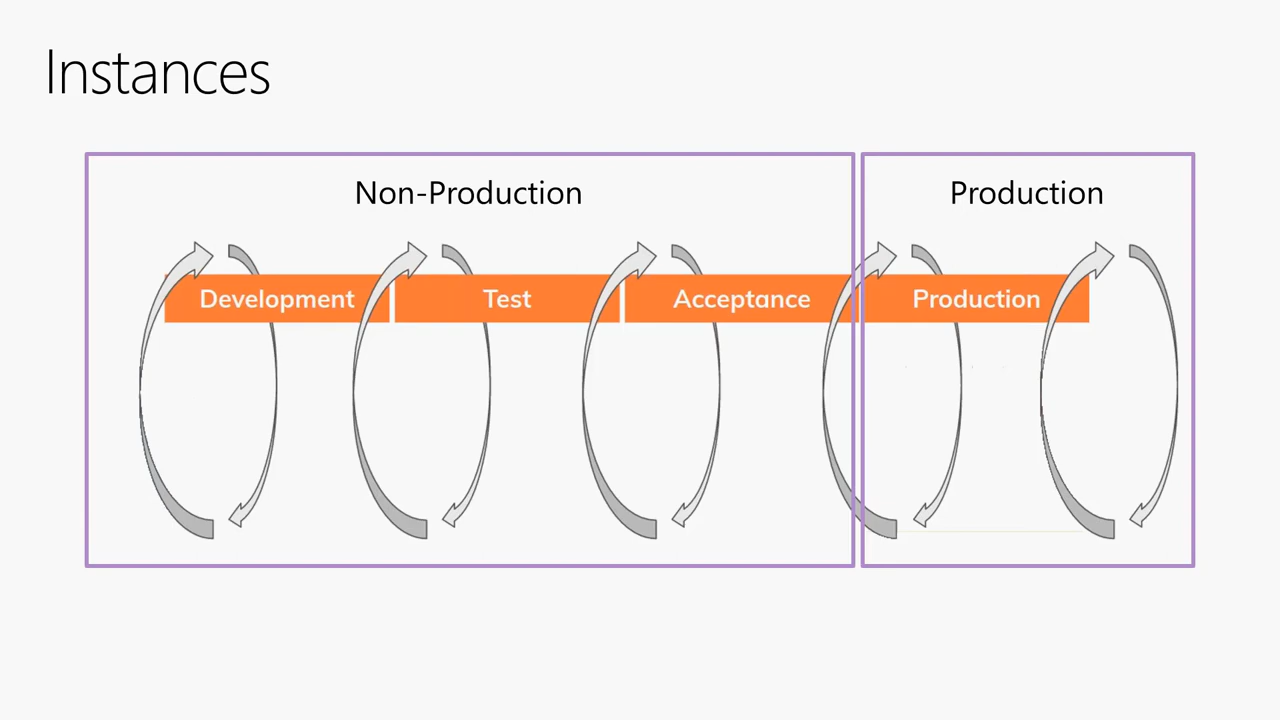 Instances
Non-Production
Production
Development
Test
Acceptance
Production